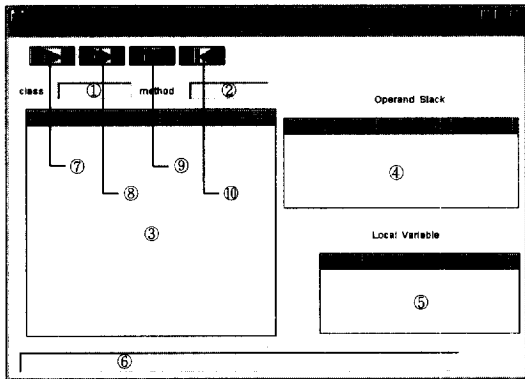 class ① method ②
Operand Stack
⑦ ⑨ ④
⑧ ⑩
③
Local Variable
⑤
⑥